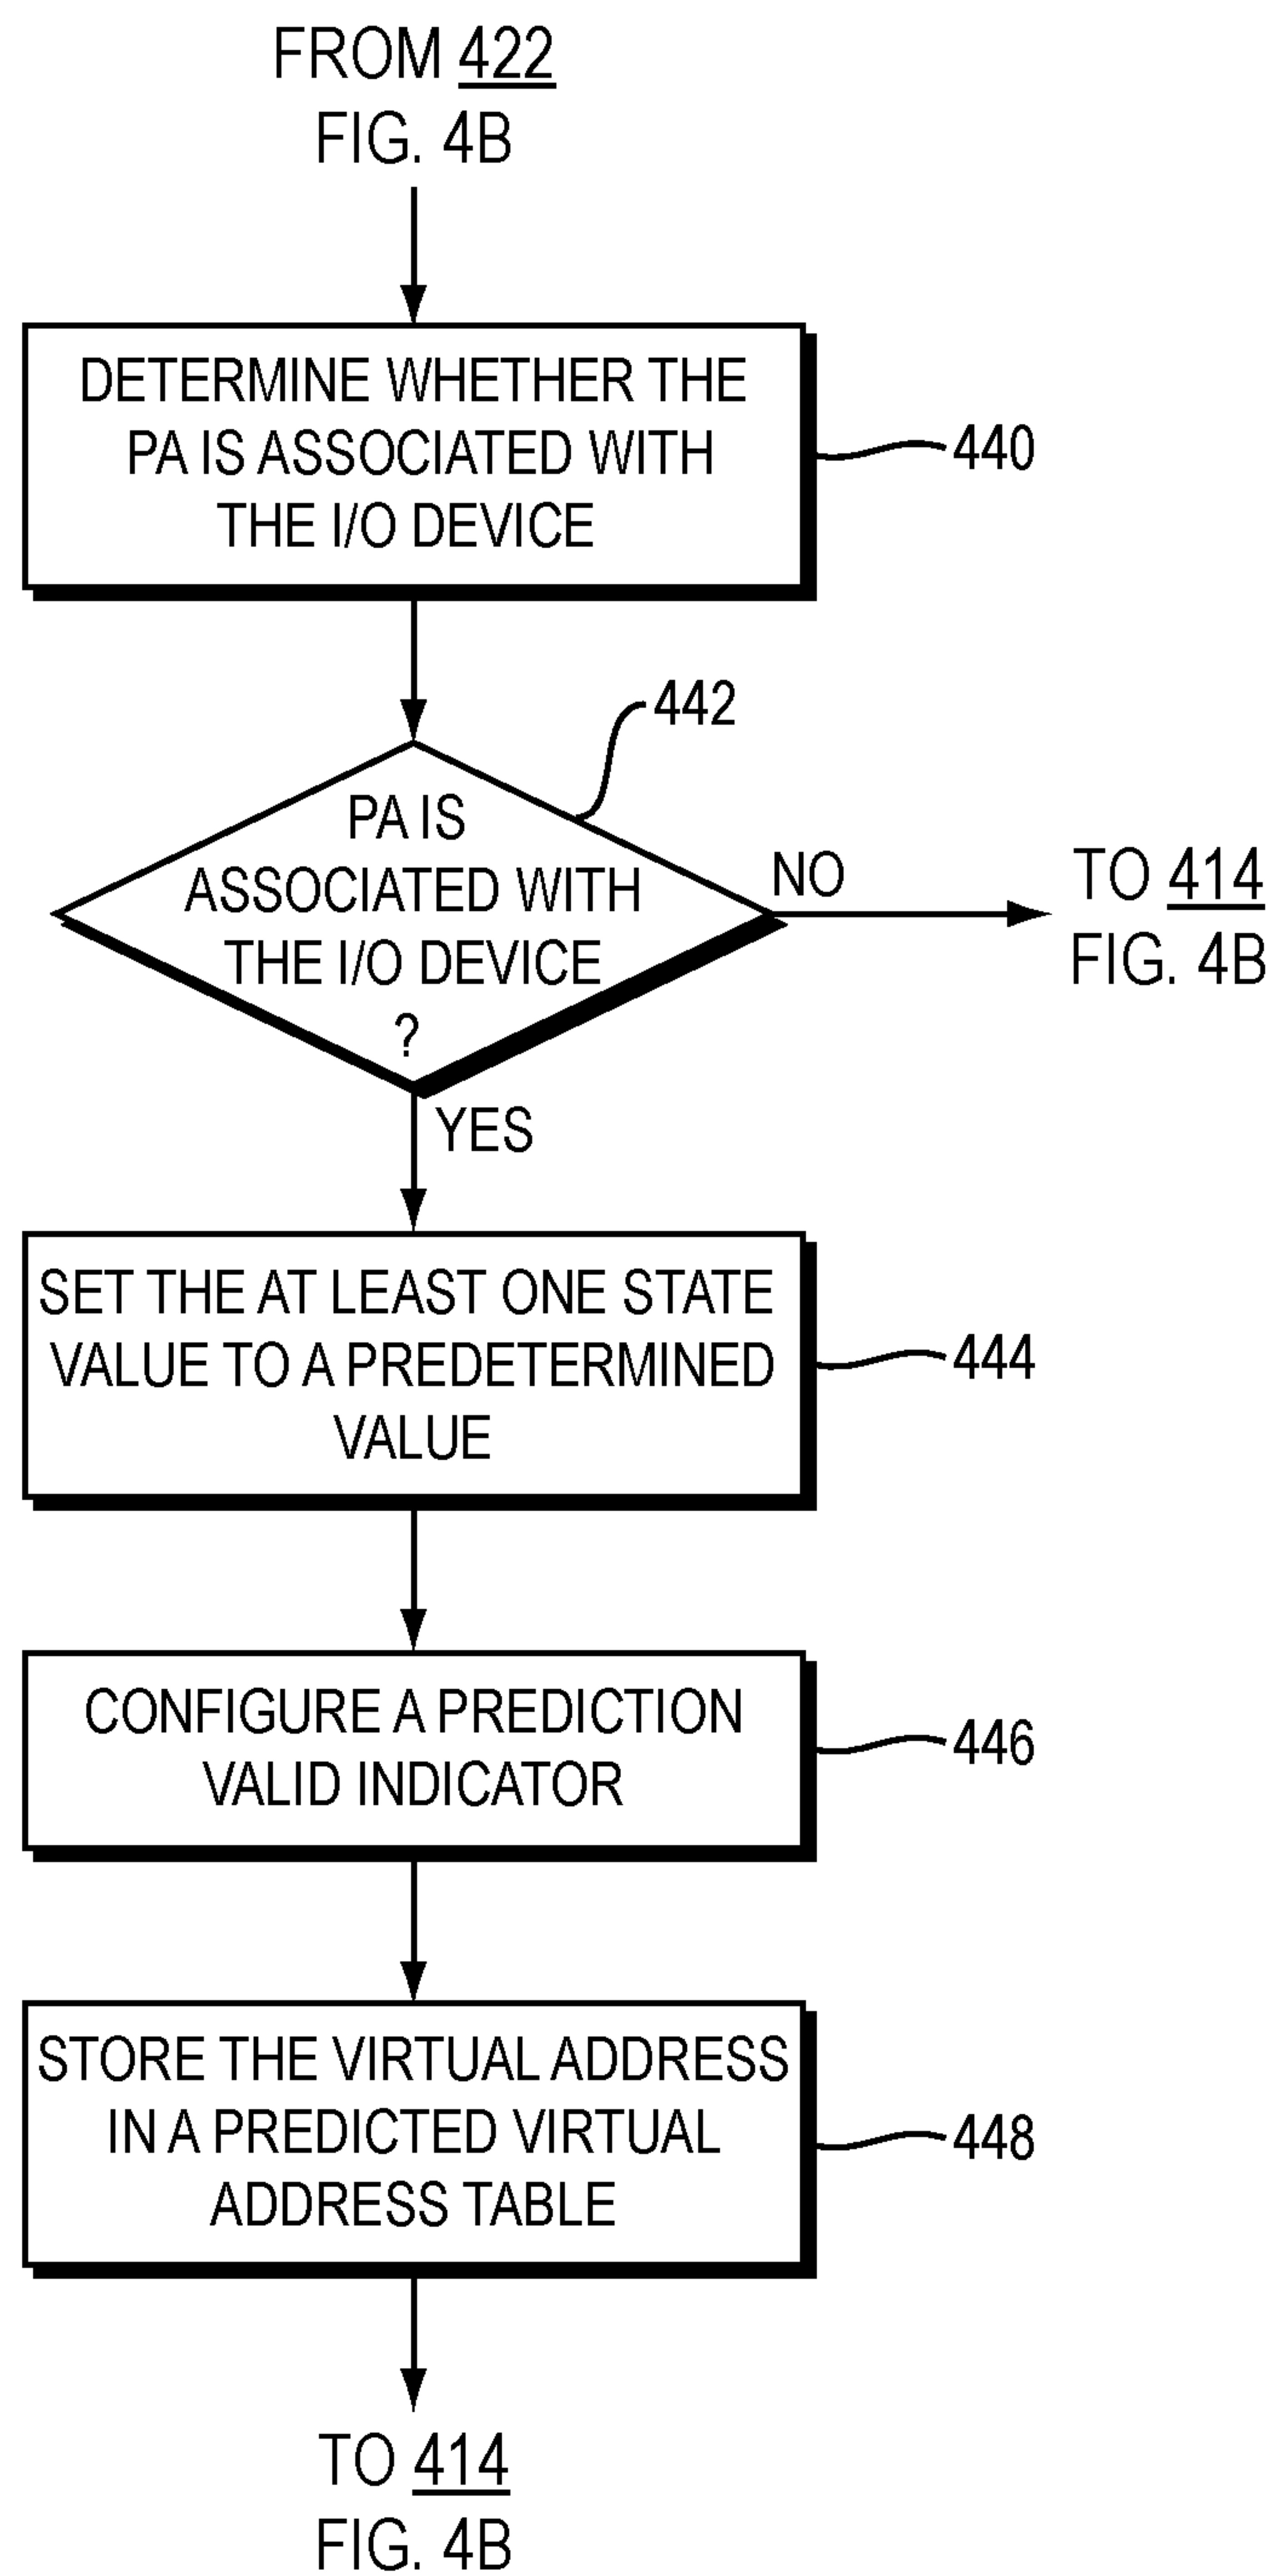 FROM 422
FIG. 4B
DETERMINE WHETHER THE
PA IS ASSOCIATED WITH
THE I/O DEVICE
440
442
PA IS
ASSOCIATED WITH
THE I/O DEVICE
?
NO
TO 414
FIG. 4B
YES
SET THE AT LEAST ONE STATE
VALUE TO A PREDETERMINED
VALUE
444
CONFIGURE A PREDICTION
VALID INDICATOR
446
STORE THE VIRTUAL ADDRESS
IN A PREDICTED VIRTUAL
ADDRESS TABLE
448
TO 414
FIG. 4B